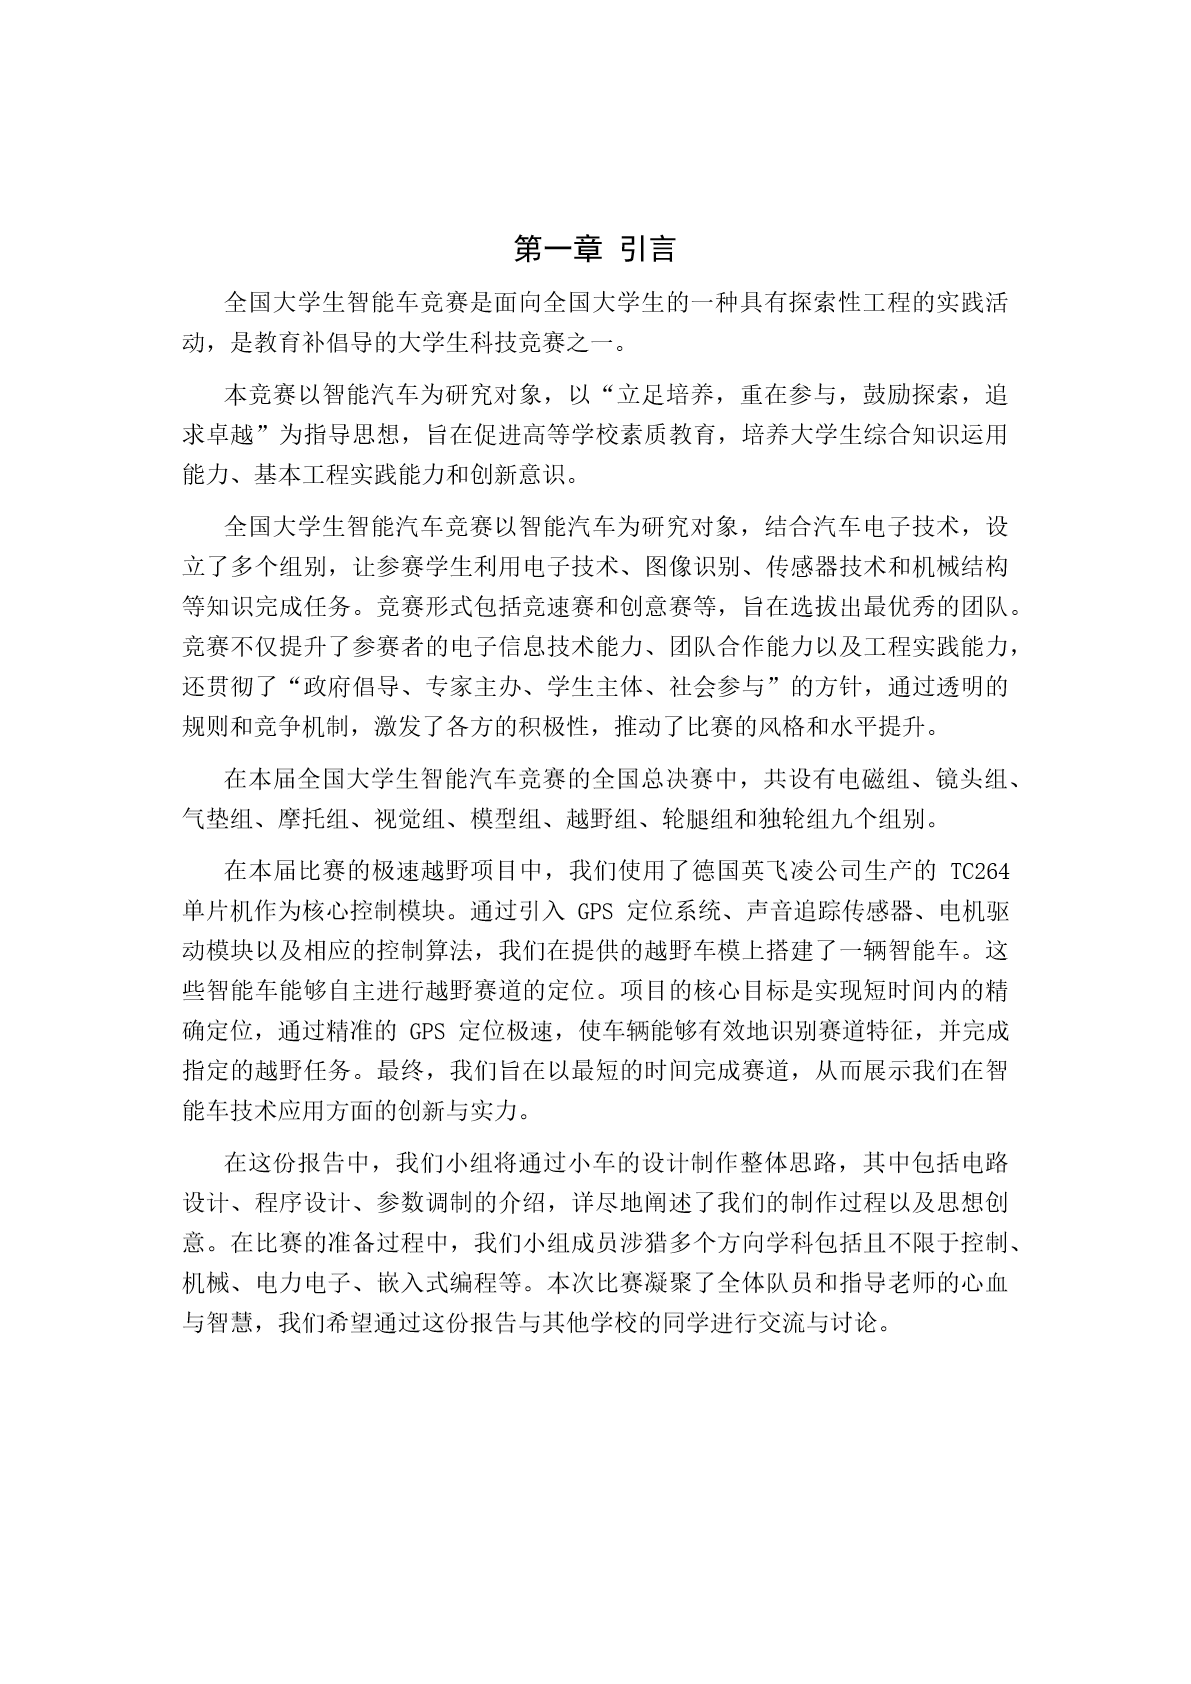 第一章 引言
全国大学生智能车竞赛是面向全国大学生的一种具有探索性工程的实践活
动，是教育补倡导的大学生科技竞赛之一。
本竞赛以智能汽车为研究对象，以“立足培养，重在参与，鼓励探索，追
求卓越”为指导思想，旨在促进高等学校素质教育，培养大学生综合知识运用
能力、基本工程实践能力和创新意识。
全国大学生智能汽车竞赛以智能汽车为研究对象，结合汽车电子技术，设
立了多个组别，让参赛学生利用电子技术、图像识别、传感器技术和机械结构
等知识完成任务。竞赛形式包括竞速赛和创意赛等，旨在选拔出最优秀的团队。
竞赛不仅提升了参赛者的电子信息技术能力、团队合作能力以及工程实践能力，
还贯彻了“政府倡导、专家主办、学生主体、社会参与”的方针，通过透明的
规则和竞争机制，激发了各方的积极性，推动了比赛的风格和水平提升。
在本届全国大学生智能汽车竞赛的全国总决赛中，共设有电磁组、镜头组、
气垫组、摩托组、视觉组、模型组、越野组、轮腿组和独轮组九个组别。
在本届比赛的极速越野项目中，我们使用了德国英飞凌公司生产的 TC264
单片机作为核心控制模块。通过引入 GPS 定位系统、声音追踪传感器、电机驱
动模块以及相应的控制算法，我们在提供的越野车模上搭建了一辆智能车。这
些智能车能够自主进行越野赛道的定位。项目的核心目标是实现短时间内的精
确定位，通过精准的 GPS 定位极速，使车辆能够有效地识别赛道特征，并完成
指定的越野任务。最终，我们旨在以最短的时间完成赛道，从而展示我们在智
能车技术应用方面的创新与实力。
在这份报告中，我们小组将通过小车的设计制作整体思路，其中包括电路
设计、程序设计、参数调制的介绍，详尽地阐述了我们的制作过程以及思想创
意。在比赛的准备过程中，我们小组成员涉猎多个方向学科包括且不限于控制、
机械、电力电子、嵌入式编程等。本次比赛凝聚了全体队员和指导老师的心血
与智慧，我们希望通过这份报告与其他学校的同学进行交流与讨论。